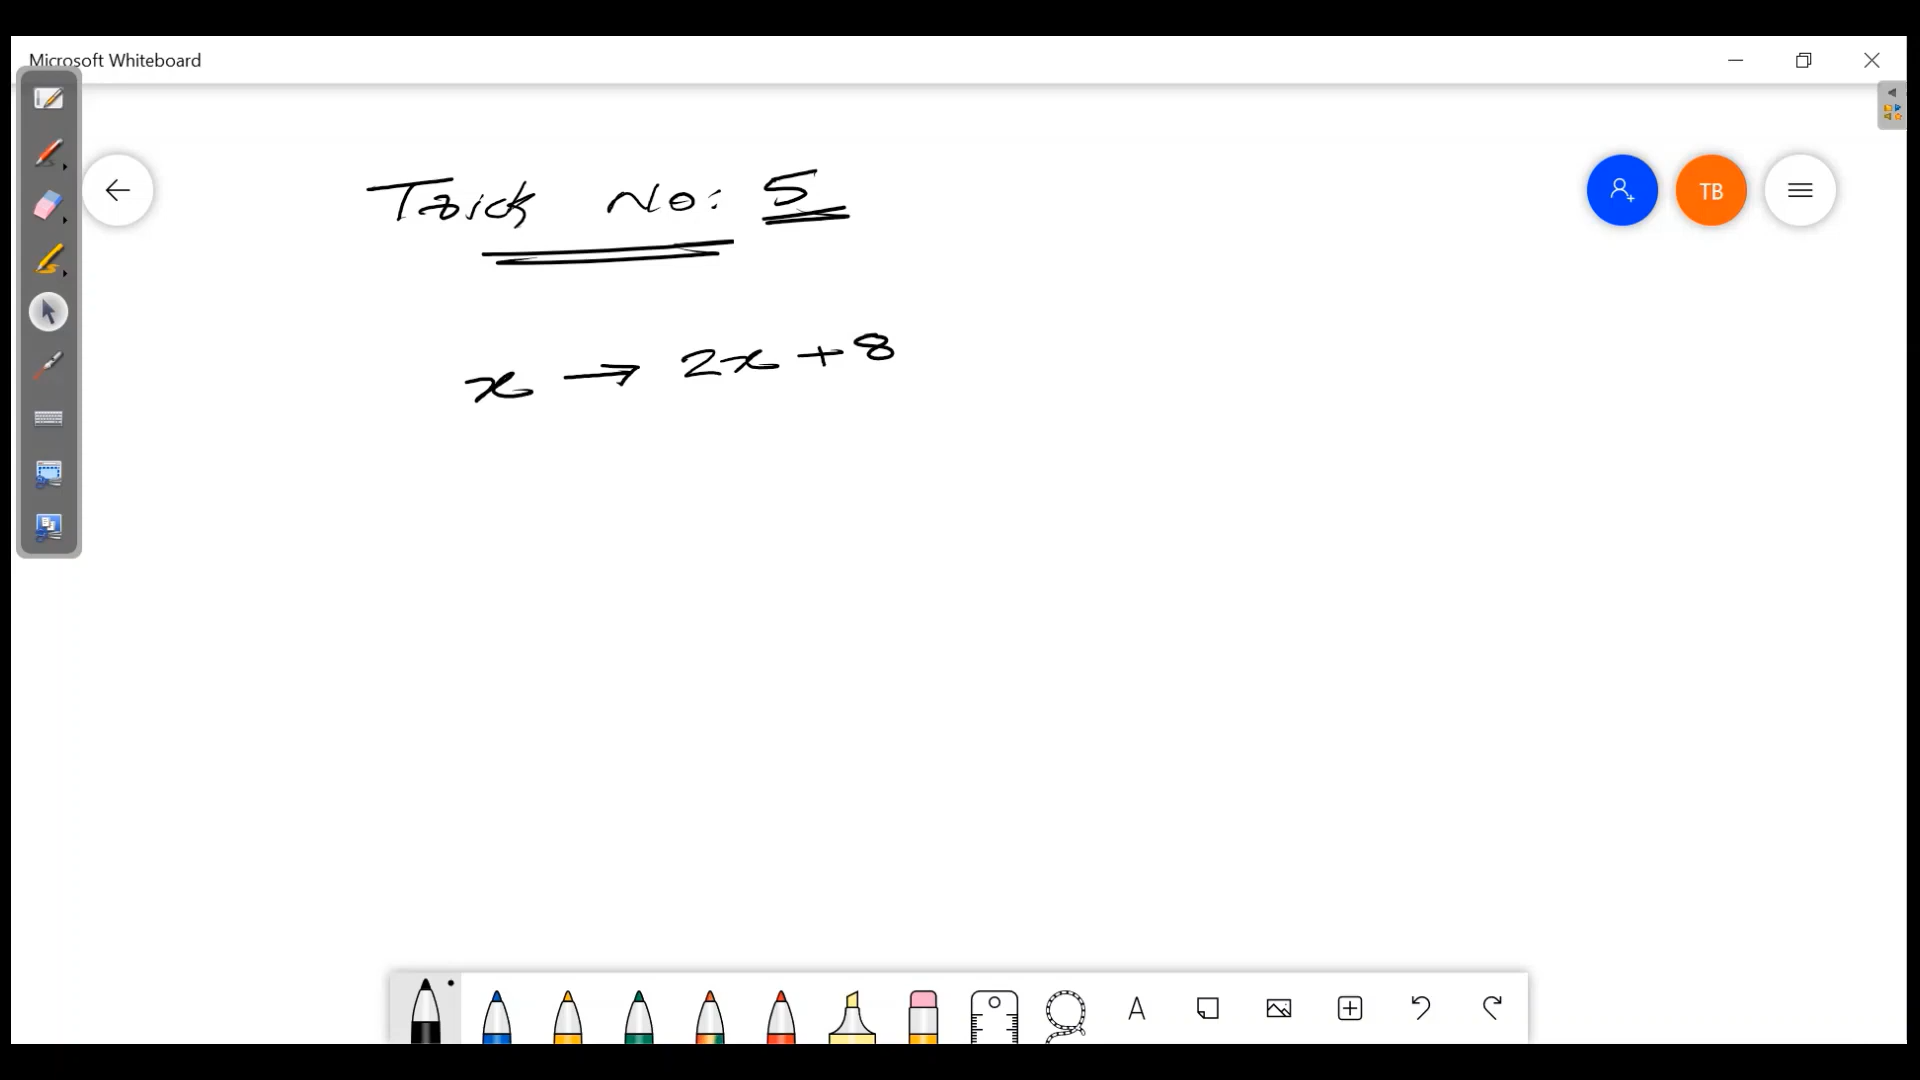 Microsoft Whiteboard
Trick No: 5
TB
x → 2x + 8
A